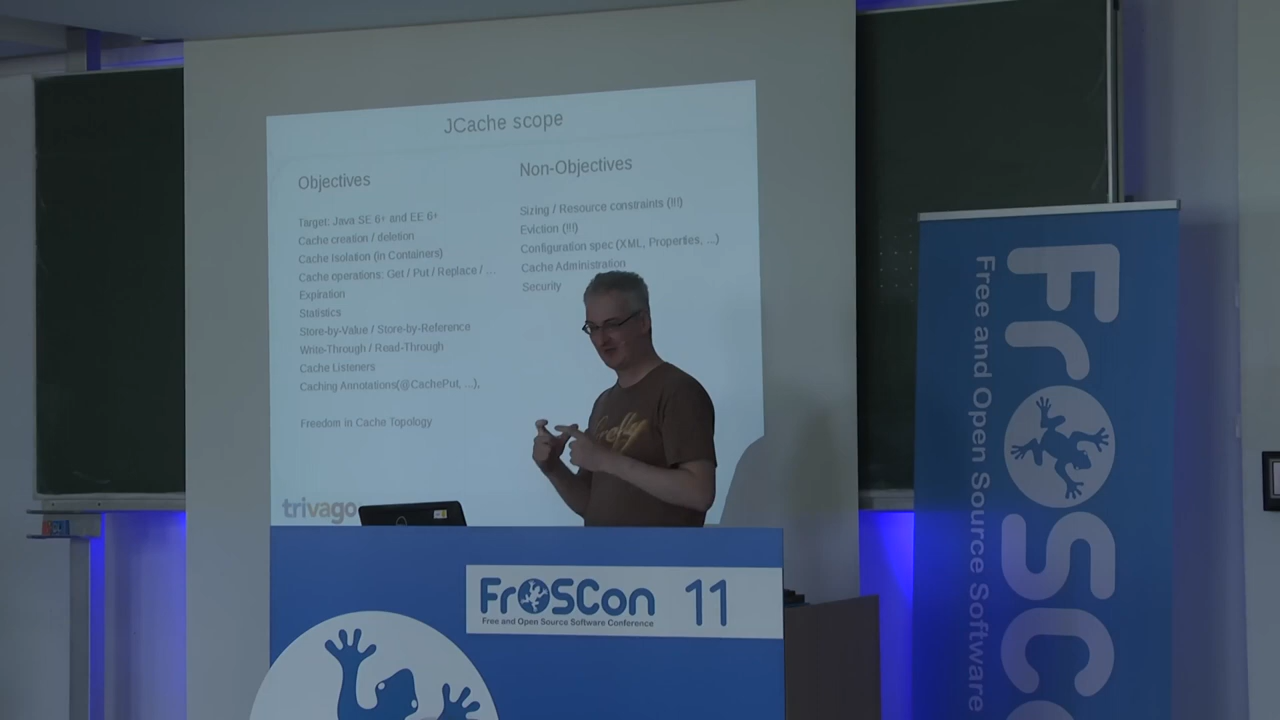 JCache scope
Objectives
Target: Java SE 6+ and EE 6+
Cache creation / deletion
Cache Isolation (in Containers)
Cache operations: Get / Put / Replace / ...
Expiration
Statistics
Store-by-Value / Store-by-Reference
Write-Through / Read-Through
Cache Listeners
Caching Annotations(@CachePut, ...),
Freedom in Cache Topology
Non-Objectives
Sizing / Resource constraints (!!!)
Eviction (!!!)
Configuration spec (XML, Properties, ...)
Cache Administration
Security
trivago
firefly
FrOSCon 11
Free and Open Source Software Conference
FrOSCo
Free and Open Source Software